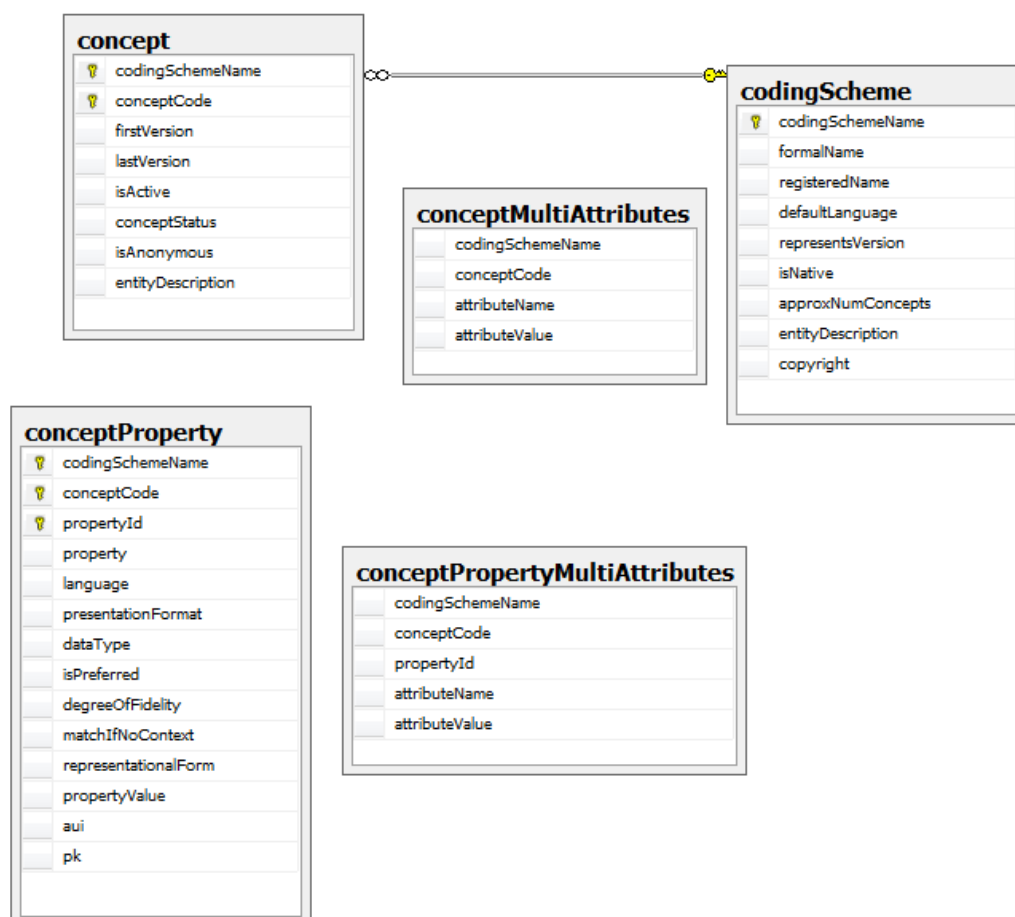 concept
codingSchemeName
conceptCode
firstVersion
lastVersion
isActive
conceptStatus
isAnonymous
entityDescription
codingScheme
codingSchemeName
formalName
registeredName
defaultLanguage
representsVersion
isNative
approxNumConcepts
entityDescription
copyright
conceptMultiAttributes
codingSchemeName
conceptCode
attributeName
attributeValue
conceptProperty
codingSchemeName
conceptCode
propertyId
property
language
presentationFormat
dataType
isPreferred
degreeOfFidelity
matchIfNoContext
representationalForm
propertyValue
aui
pk
conceptPropertyMultiAttributes
codingSchemeName
conceptCode
propertyId
attributeName
attributeValue